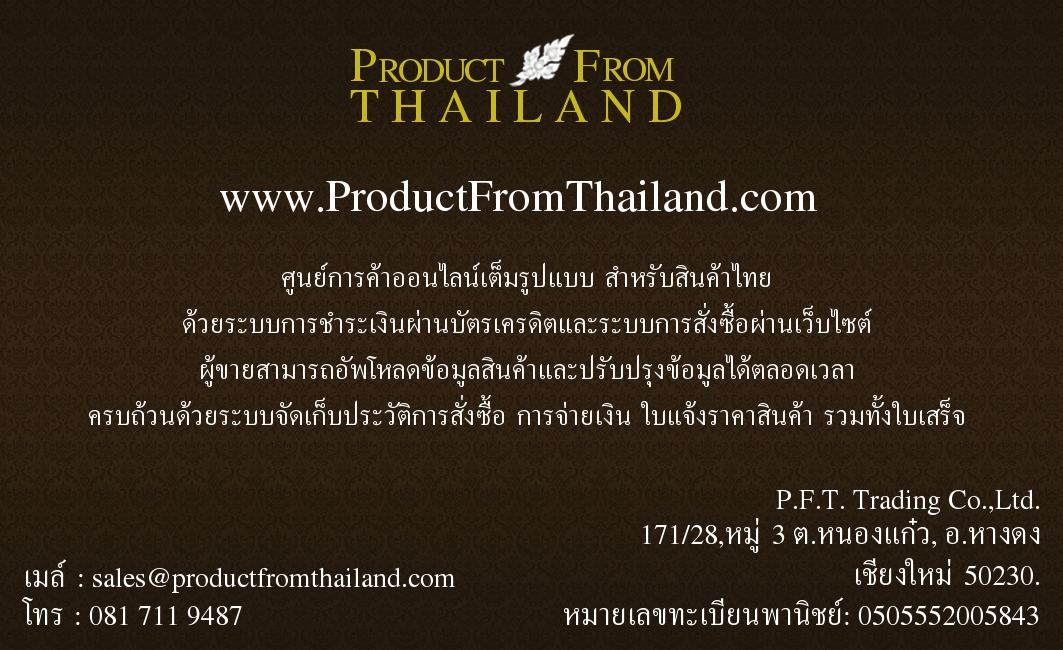 PRODUCT FROM
THAILAND
www.ProductFromThailand.com
ศูนย์การค้าออนไลน์เต็มรูปแบบ สำหรับสินค้าไทย
ด้วยระบบการชำระเงินผ่านบัตรเครดิตและระบบการสั่งซื้อผ่านเว็บไซต์
ผู้ขายสามารถอัพโหลดข้อมูลสินค้าและปรับปรุงข้อมูลได้ตลอดเวลา
ครบถ้วนด้วยระบบจัดเก็บประวัติการสั่งซื้อ การจ่ายเงิน ใบแจ้งราคาสินค้า รวมทั้งใบเสร็จ
P.F.T. Trading Co.,Ltd.
171/28,หมู่ 3 ต.หนองแก๋ว, อ.หางดง
เชียงใหม่ 50230.
หมายเลขทะเบียนพานิชย์: 0505552005843
เมล์ : sales@productfromthailand.com
โทร : 081 711 9487